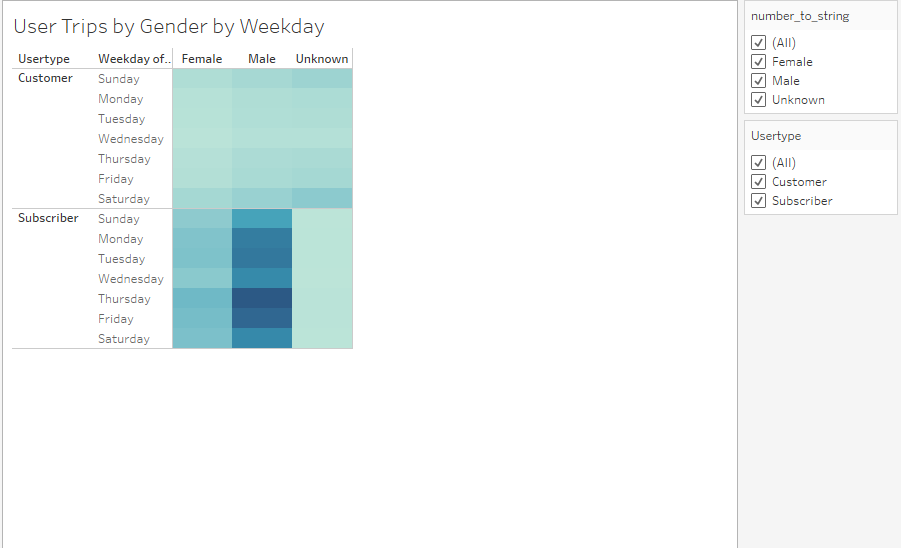 User Trips by Gender by Weekday
Usertype Weekday of.. Female Male Unknown
Customer Sunday
Monday
Tuesday
Wednesday
Thursday
Friday
Saturday
Subscriber Sunday
Monday
Tuesday
Wednesday
Thursday
Friday
Saturday
number_to_string
(All)
Female
Male
Unknown
Usertype
(All)
Customer
Subscriber